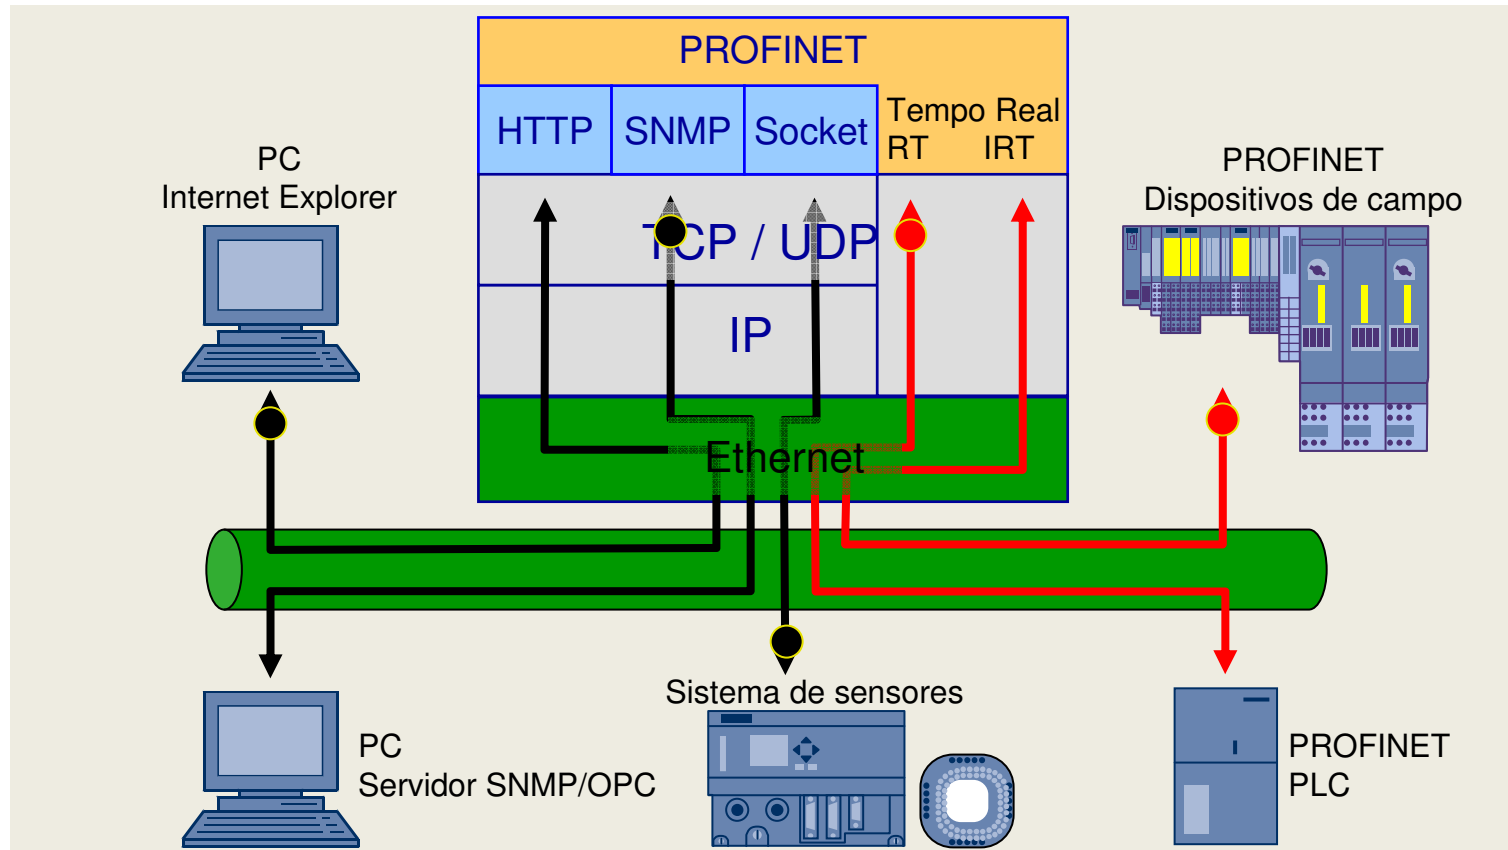 PROFINET
HTTP
SNMP
Socket
Tempo Real
RT IRT
PC
Internet Explorer
PROFINET
Dispositivos de campo
TCP / UDP
IP
Ethernet
Sistema de sensores
PC
Servidor SNMP/OPC
PROFINET
PLC